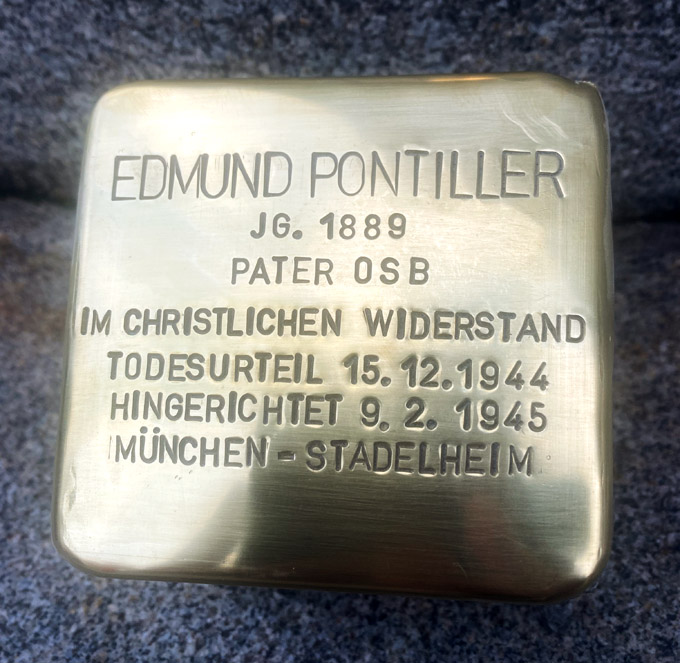 EDMUND PONTILLER
JG. 1889
PATER OSB
IM CHRISTLICHEN WIDERSTAND
TODESURTEIL 15.12.1944
HINGERICHTET 9.2.1945
MÜNCHEN - STADELHEIM